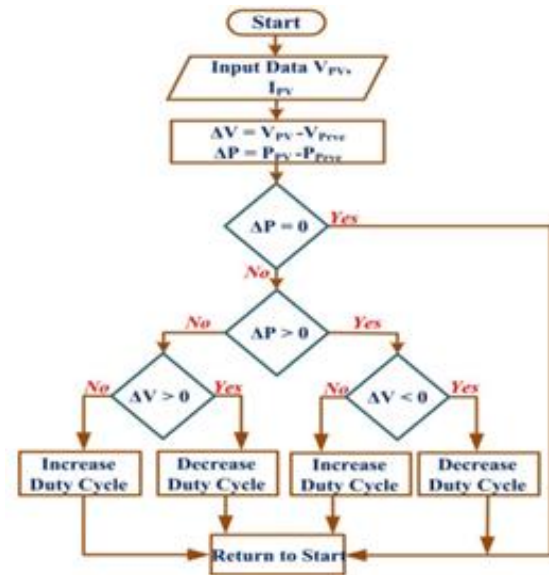 Start
Input Data V_PV,
I_PV
ΔV = V_PV -V_Preve
ΔP = P_PV -P_Preve
ΔP = 0
Yes
No
ΔP > 0
No
Yes
ΔV > 0
No
Yes
ΔV < 0
No
Yes
Increase
Duty Cycle
Decrease
Duty Cycle
Increase
Duty Cycle
Decrease
Duty Cycle
Return to Start